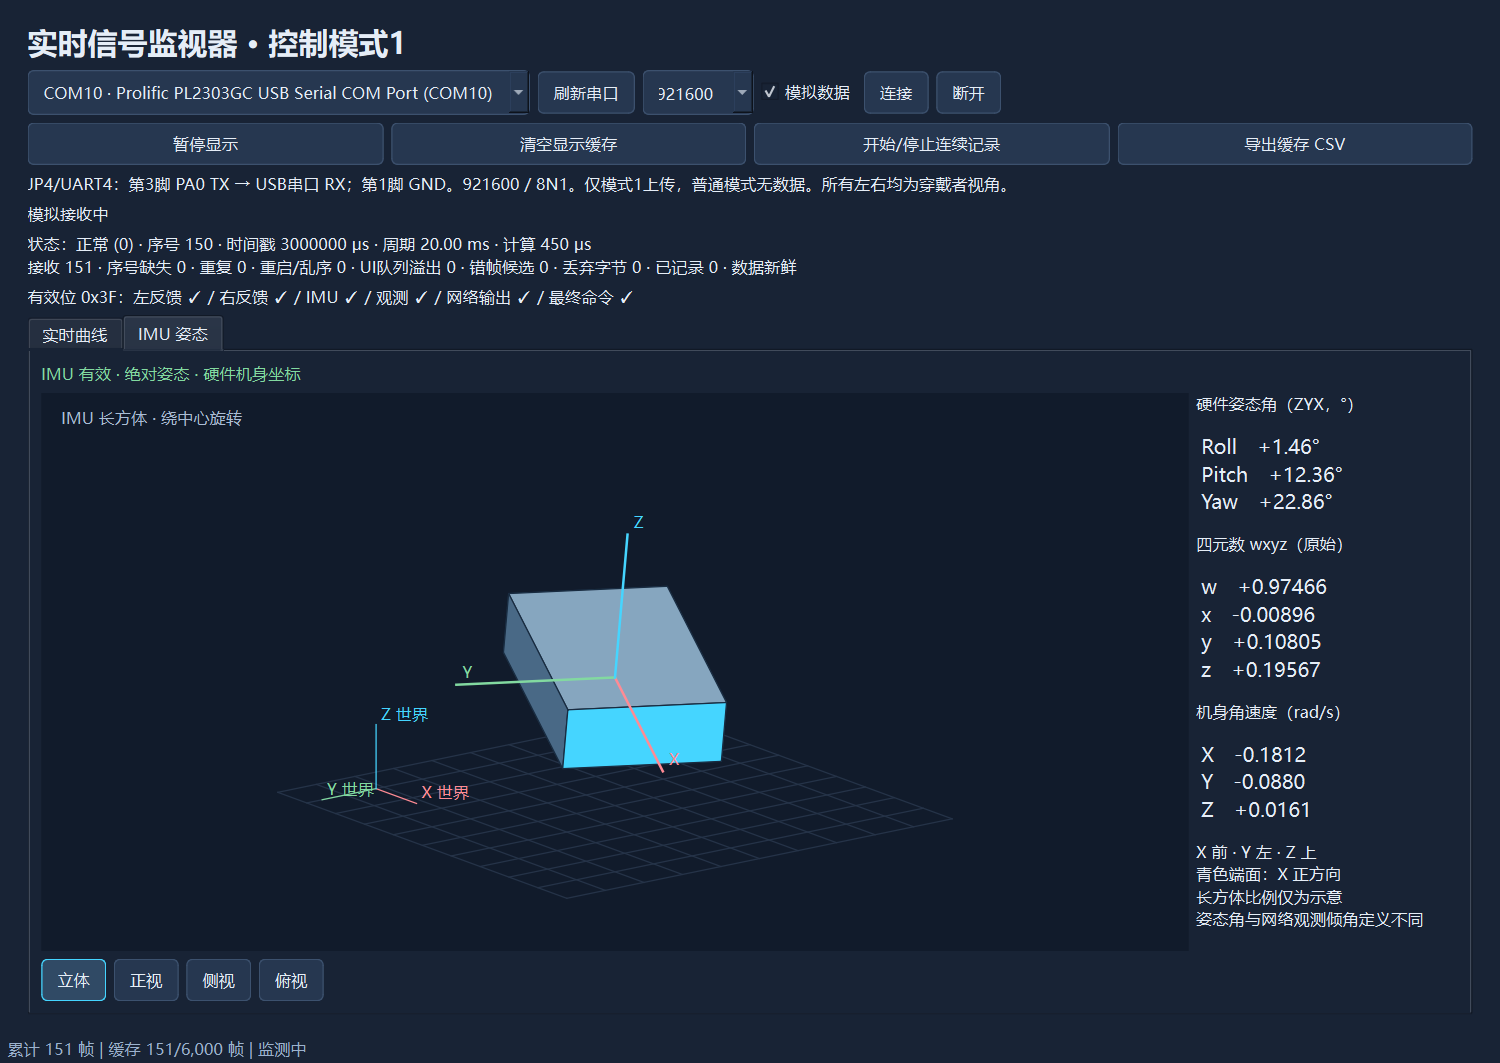 实时信号监视器 · 控制模式1
COM10 · Prolific PL2303GC USB Serial COM Port (COM10) 刷新串口 921600 ✓ 模拟数据 连接 断开
暂停显示 清空显示缓存 开始/停止连续记录 导出缓存 CSV
JP4/UART4：第3脚 PA0 TX → USB串口 RX；第1脚 GND。921600 / 8N1。仅模式1上传，普通模式无数据。所有左右均为穿戴者视角。
模拟接收中
状态：正常 (0) · 序号 150 · 时间戳 3000000 µs · 周期 20.00 ms · 计算 450 µs
接收 151 · 序号缺失 0 · 重复 0 · 重启/乱序 0 · UI队列溢出 0 · 错帧候选 0 · 丢弃字节 0 · 已记录 0 · 数据新鲜
有效位 0x3F：左反馈 ✓ / 右反馈 ✓ / IMU ✓ / 观测 ✓ / 网络输出 ✓ / 最终命令 ✓
实时曲线 IMU 姿态
IMU 有效 · 绝对姿态 · 硬件机身坐标
IMU 长方体 · 绕中心旋转
Z
Y
X
Z 世界
Y 世界
X 世界
硬件姿态角（ZYX，°）
Roll +1.46°
Pitch +12.36°
Yaw +22.86°
四元数 wxyz（原始）
w +0.97466
x -0.00896
y +0.10805
z +0.19567
机身角速度（rad/s）
X -0.1812
Y -0.0880
Z +0.0161
X 前 · Y 左 · Z 上
青色端面：X 正方向
长方体比例仅为示意
姿态角与网络观测倾角定义不同
立体 正视 侧视 俯视
累计 151 帧 | 缓存 151/6,000 帧 | 监测中